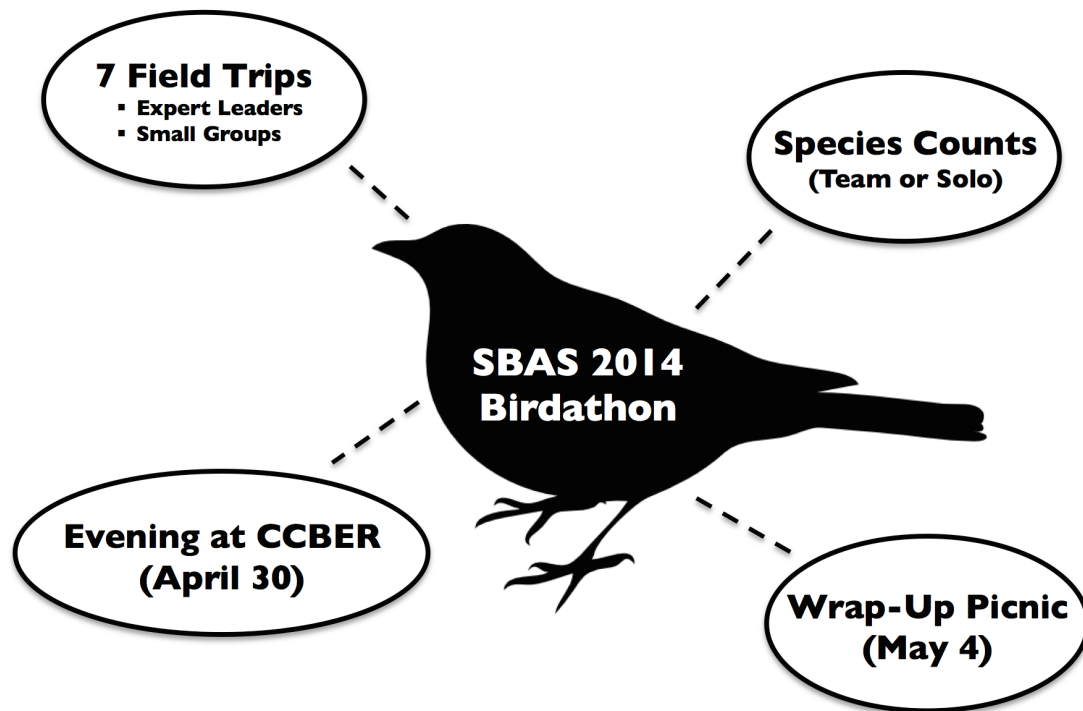 7 Field Trips
▪ Expert Leaders
▪ Small Groups
Species Counts
(Team or Solo)
SBAS 2014
Birdathon
Evening at CCBER
(April 30)
Wrap-Up Picnic
(May 4)